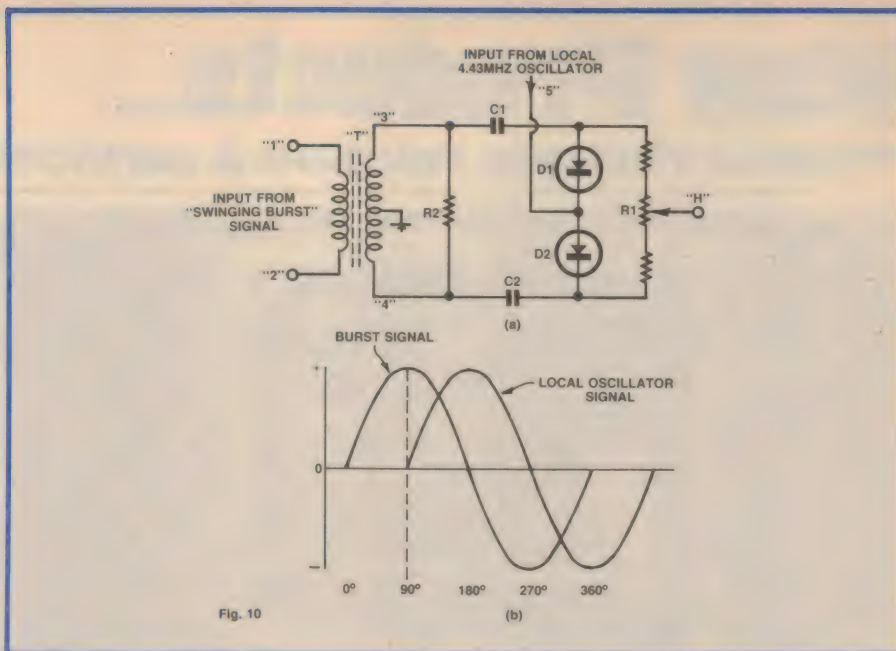 INPUT FROM LOCAL
4.43MHZ OSCILLATOR
"5"
C1
"3"
"T"
"1"
D1
INPUT FROM
"SWINGING BURST"
SIGNAL
R2
R1
"H"
D2
"2"
"4"
C2
(a)
BURST SIGNAL
+
LOCAL OSCILLATOR
SIGNAL
0
—
0° 90° 180° 270° 360°
Fig. 10
(b)